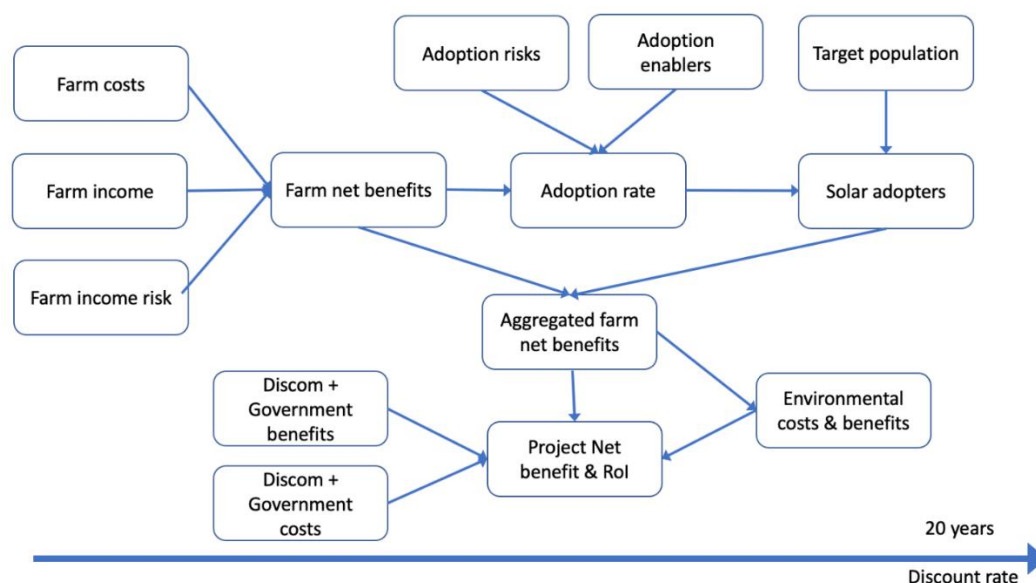 Farm costs
Farm income
Farm income risk
Farm net benefits
Adoption risks
Adoption
enablers
Adoption rate
Target population
Solar adopters
Aggregated farm
net benefits
Discom +
Government
benefits
Discom +
Government
costs
Project Net
benefit & RoI
Environmental
costs & benefits
20 years
Discount rate